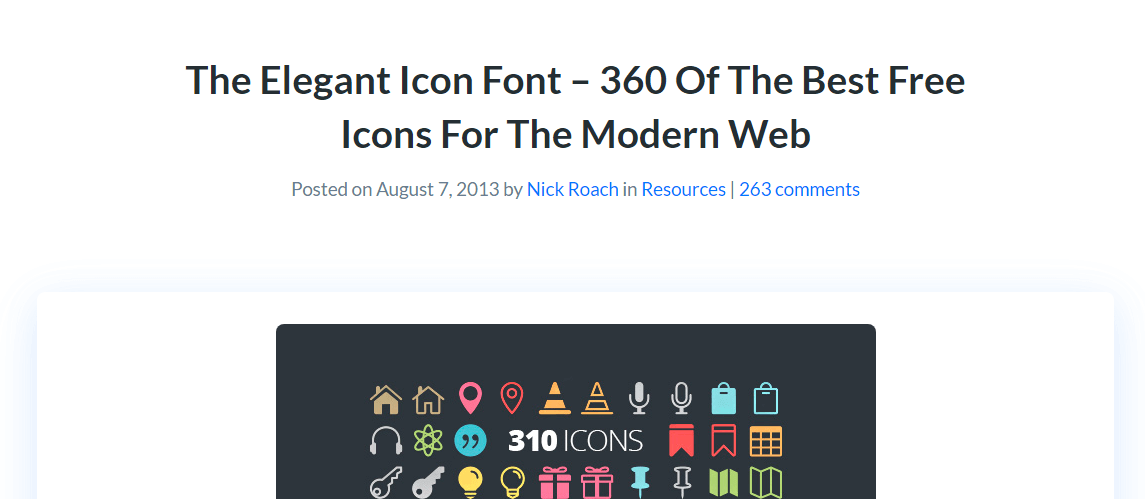 The Elegant Icon Font – 360 Of The Best Free
Icons For The Modern Web
Posted on August 7, 2013 by Nick Roach in Resources | 263 comments
310 ICONS